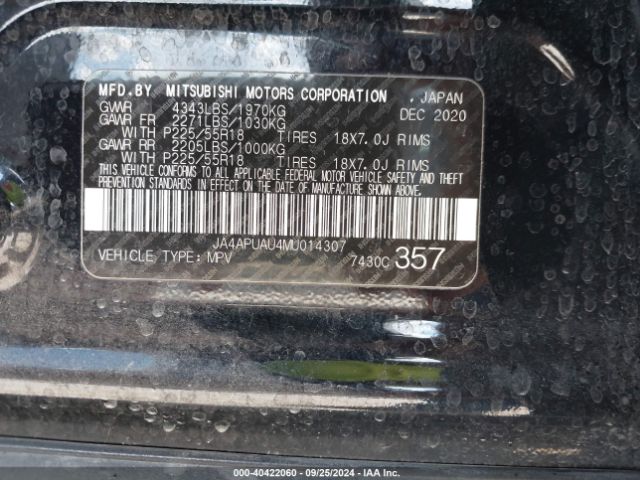 MFD.BY MITSUBISHI MOTORS CORPORATION , JAPAN
GVWR 4343LBS/1970KG DEC 2020
GAWR FR 2271LBS/1030KG
WITH P225/55R18 TIRES 18X7.0J RIMS
GAWR RR 2205LBS/1000KG
WITH P225/55R18 TIRES 18X7.0J RIMS
THIS VEHICLE CONFORMS TO ALL APPLICABLE FEDERAL MOTOR VEHICLE SAFETY AND THEFT
PREVENTION STANDARDS IN EFFECT ON THE DATE OF MANUFACTURE SHOWN ABOVE.
JA4APUAU4MU014307
VEHICLE TYPE: MPV 7430C 357
000-40422060 - 09/25/2024 - IAA Inc.